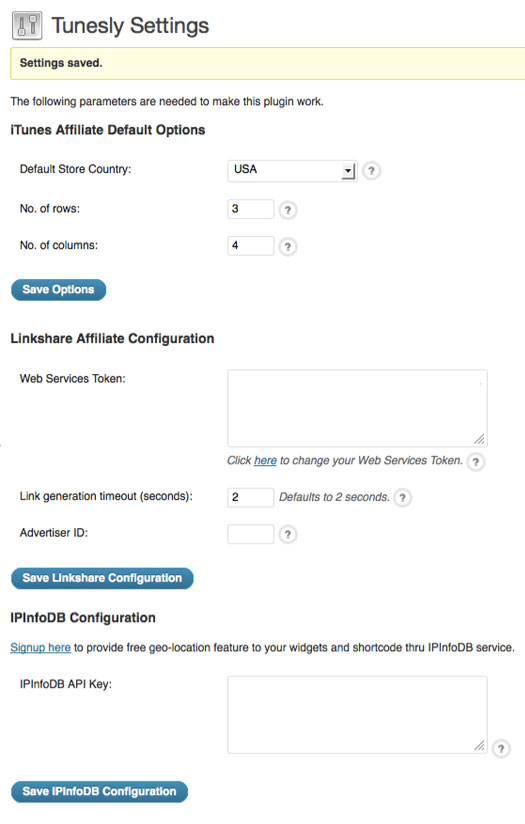 Tunesly Settings
Settings saved.
The following parameters are needed to make this plugin work.
iTunes Affiliate Default Options
Default Store Country: USA ?
No. of rows: 3 ?
No. of columns: 4 ?
Save Options
Linkshare Affiliate Configuration
Web Services Token:
Click here to change your Web Services Token. ?
Link generation timeout (seconds): 2 Defaults to 2 seconds. ?
Advertiser ID: ?
Save Linkshare Configuration
IPInfoDB Configuration
Signup here to provide free geo-location feature to your widgets and shortcode thru IPInfoDB service.
IPInfoDB API Key:
?
Save IPInfoDB Configuration